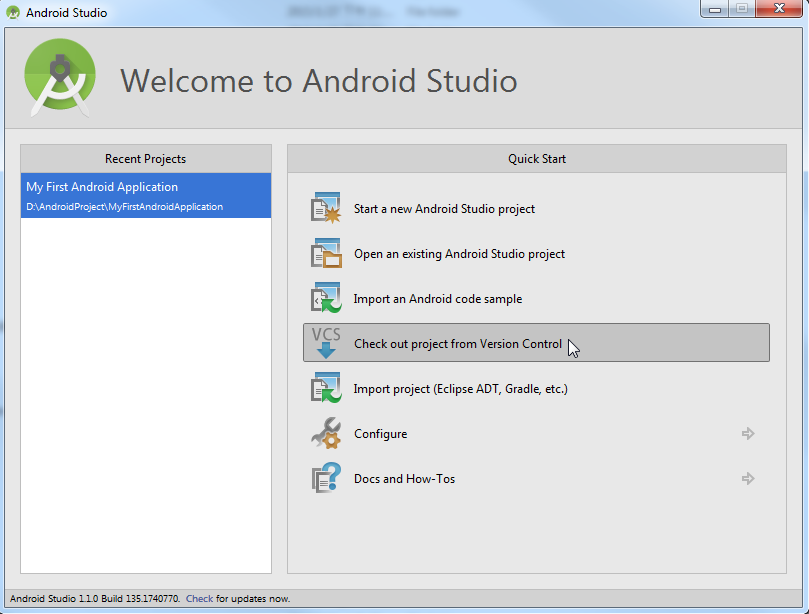 Android Studio
Welcome to Android Studio
Recent Projects
My First Android Application
D:\AndroidProject\MyFirstAndroidApplication
Quick Start
Start a new Android Studio project
Open an existing Android Studio project
Import an Android code sample
VCS
Check out project from Version Control
Import project (Eclipse ADT, Gradle, etc.)
Configure
Docs and How-Tos
Android Studio 1.1.0 Build 135.1740770. Check for updates now.